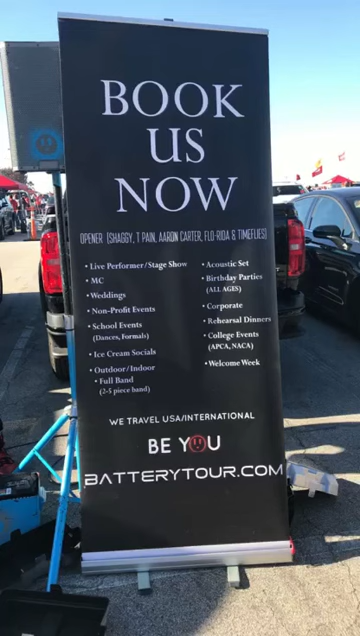 BOOK
US
NOW
OPENER (SHAGGY, T PAIN, AARON CARTER, FLO-RIDA & TIMEFLIES)
• Live Performer/Stage Show
• MC
• Weddings
• Non-Profit Events
• School Events
(Dances, Formals)
• Ice Cream Socials
• Outdoor/Indoor
• Full Band
(2-5 piece band)
• Acoustic Set
• Birthday Parties
(ALL AGES)
• Corporate
• Rehearsal Dinners
• College Events
(APCA, NACA)
• Welcome Week
WE TRAVEL USA/INTERNATIONAL
BE YOU
BATTERYTOUR.COM